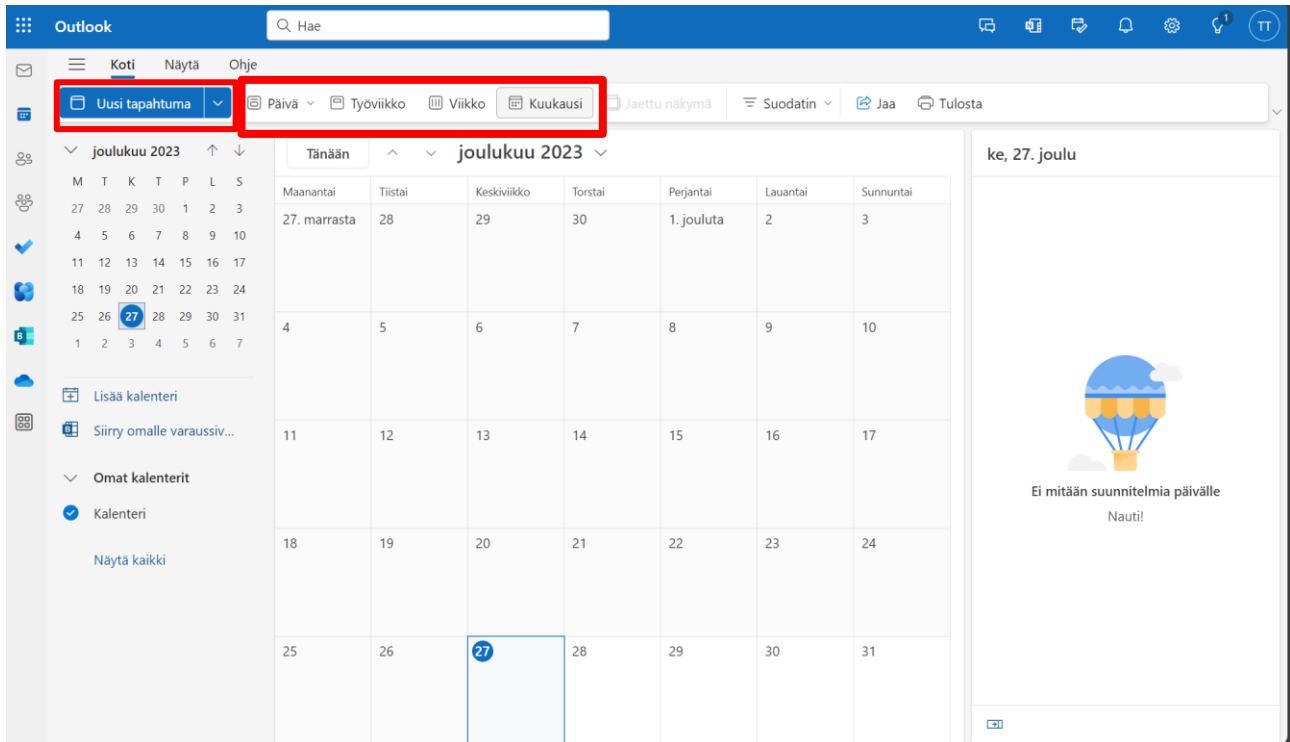 Outlook
Hae
1
TT
Koti Näytä Ohje
Uusi tapahtuma
Päivä Työviikko Viikko Kuukausi Jaettu näkymä Suodatin Jaa Tulosta
joulukuu 2023
M T K T P L S
27 28 29 30 1 2 3
4 5 6 7 8 9 10
11 12 13 14 15 16 17
18 19 20 21 22 23 24
25 26 27 28 29 30 31
1 2 3 4 5 6 7
Lisää kalenteri
Siirry omalle varaussiv...
Omat kalenterit
Kalenteri
Näytä kaikki
Tänään joulukuu 2023
Maanantai Tiistai Keskiviikko Torstai Perjantai Lauantai Sunnuntai
27. marrasta 28 29 30 1. jouluta 2 3
4 5 6 7 8 9 10
11 12 13 14 15 16 17
18 19 20 21 22 23 24
25 26 27 28 29 30 31
ke, 27. joulu
Ei mitään suunnitelmia päivälle
Nauti!